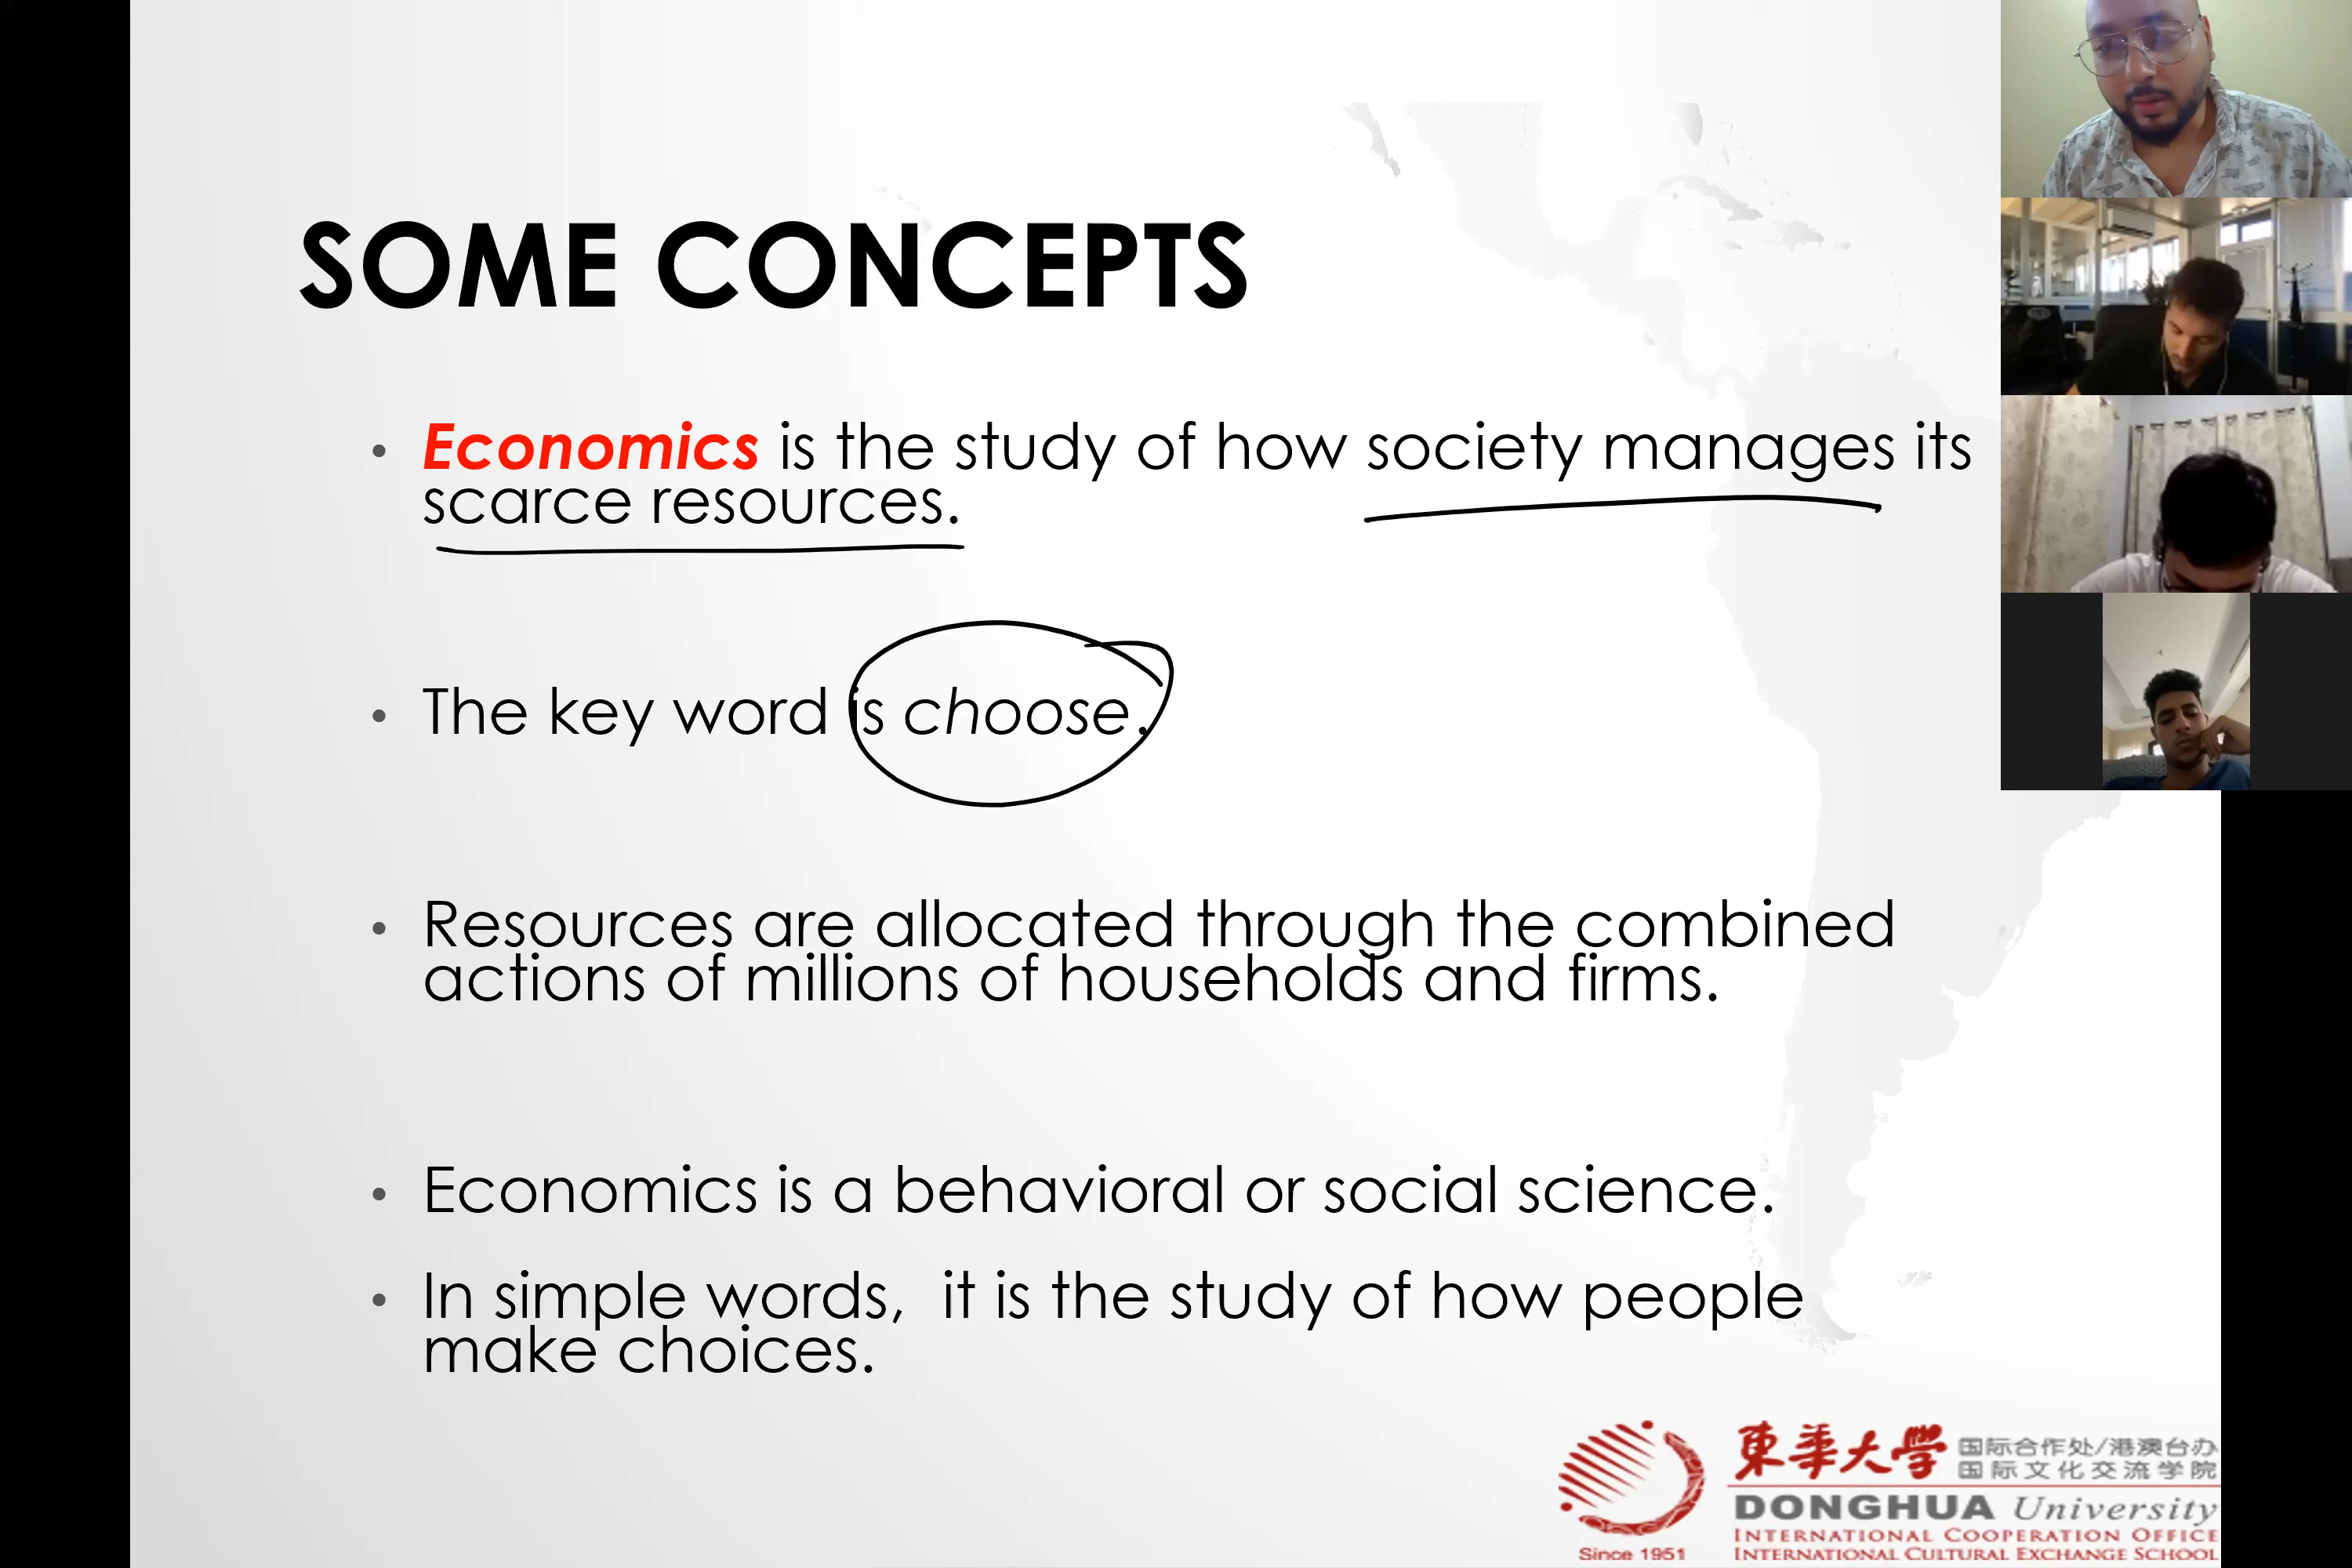 SOME CONCEPTS
• Economics is the study of how society manages its
scarce resources.
• The key word is choose.
• Resources are allocated through the combined
actions of millions of households and firms.
• Economics is a behavioral or social science.
• In simple words,  it is the study of how people
make choices.
東華大學
国际合作处/港澳台办
国际文化交流学院
DONGHUA University
INTERNATIONAL COOPERATION OFFICE
INTERNATIONAL CULTURAL EXCHANGE SCHOOL
Since 1951